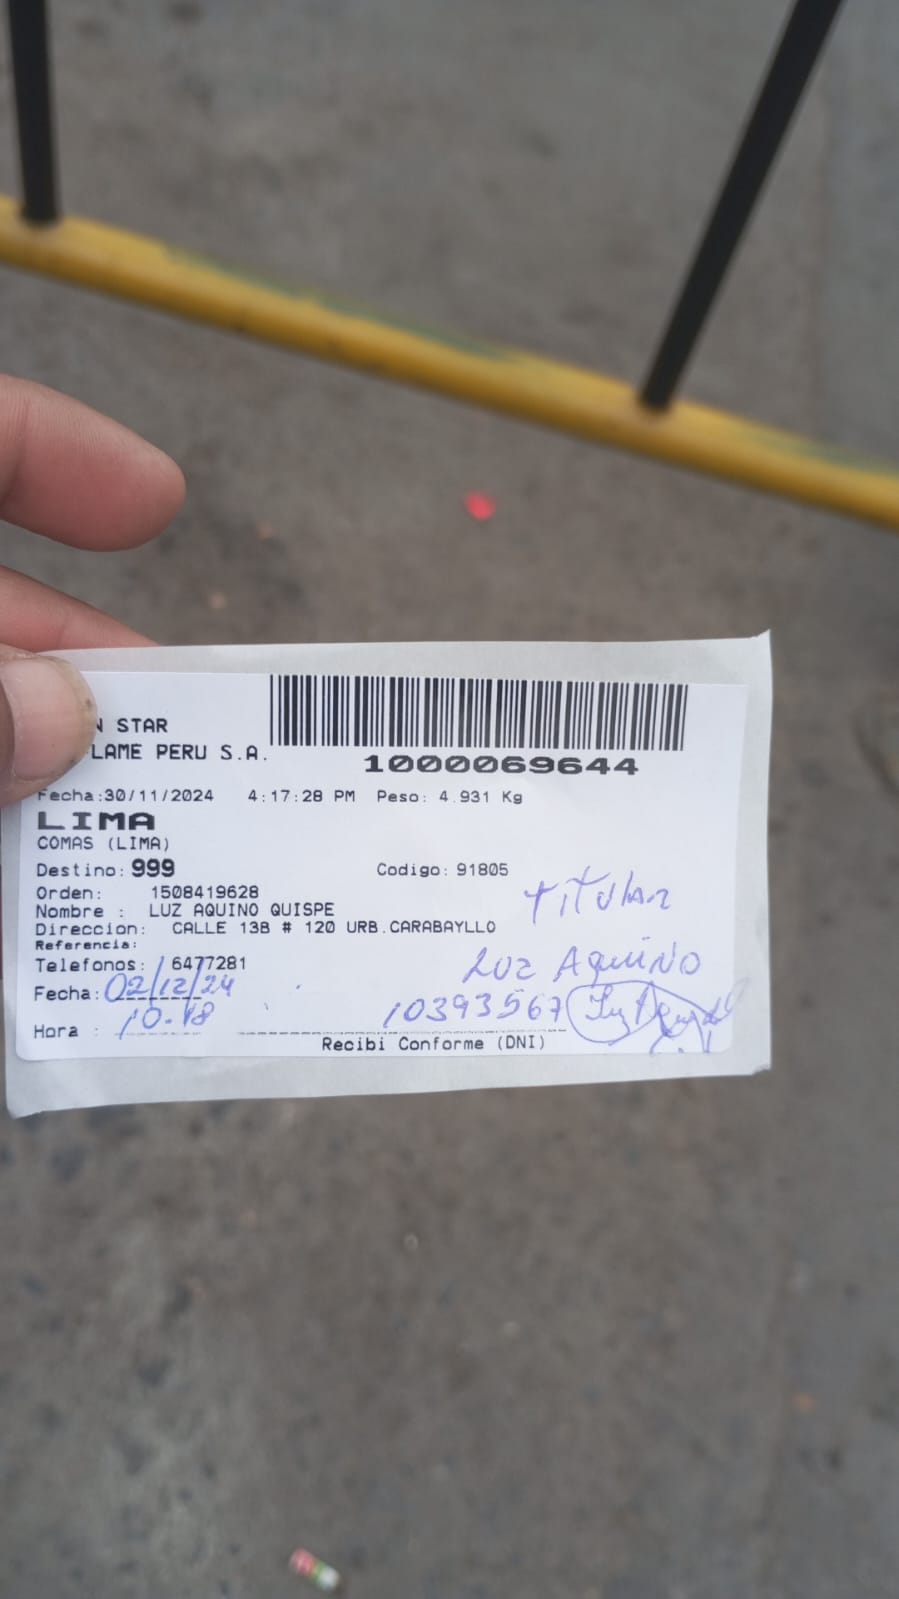 N STAR
LAME PERU S.A.
1000069644
Fecha:30/11/2024 4:17:28 PM Peso: 4.931 Kg
LIMA
COMAS (LIMA)
Destino: 999 Codigo: 91805
Orden: 1508419628
Nombre : LUZ AQUINO QUISPE
Direccion: CALLE 13B # 120 URB.CARABAYLLO
Referencia:
Titular
Telefonos: 6477281
Luz Aquino
Fecha: 02/12/24
10393567
Hora : 10.18
Recibi Conforme (DNI)